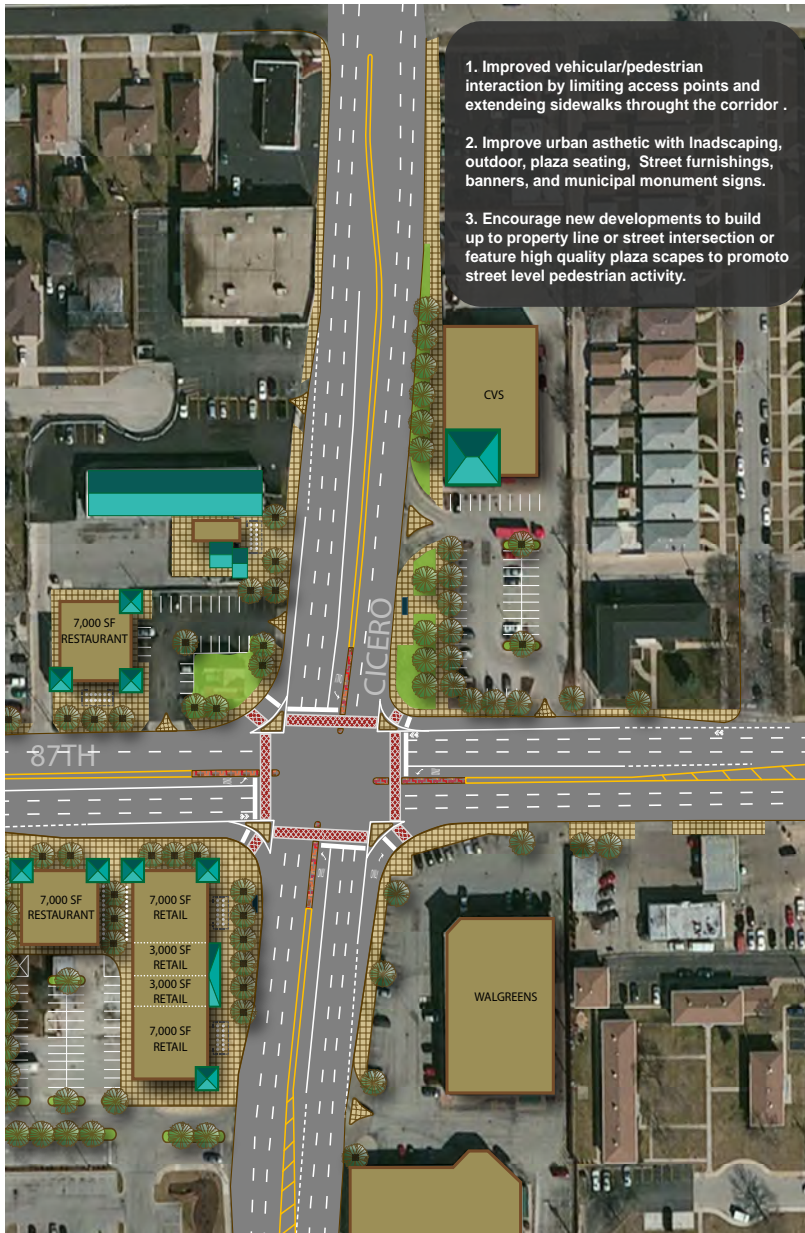 1. Improved vehicular/pedestrian
interaction by limiting access points and
extendeing sidewalks throught the corridor .
2. Improve urban asthetic with lnadscaping,
outdoor, plaza seating, Street furnishings,
banners, and municipal monument signs.
3. Encourage new developments to build
up to property line or street intersection or
feature high quality plaza scapes to promoto
street level pedestrian activity.
CVS
7,000 SF
RESTAURANT
CICERO
87TH
7,000 SF
RESTAURANT
7,000 SF
RETAIL
3,000 SF
RETAIL
3,000 SF
RETAIL
7,000 SF
RETAIL
WALGREENS